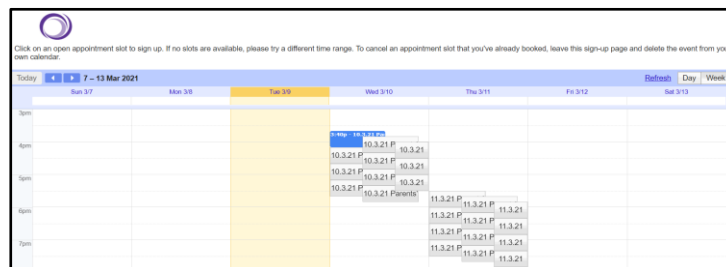 Click on an open appointment slot to sign up. If no slots are available, please try a different time range. To cancel an appointment slot that you've already booked, leave this sign-up page and delete the event from you
own calendar.
Today 7 – 13 Mar 2021 Refresh Day Week
Sun 3/7 Mon 3/8 Tue 3/9 Wed 3/10 Thu 3/11 Fri 3/12 Sat 3/13
3pm
3:40p - 10.3.21 Pa
4pm
10.3.21 P
10.3.21
10.3.21 P
10.3.21 P
10.3.21
10.3.21 P
5pm
10.3.21 P
10.3.21
10.3.21 P
10.3.21 Parents'
11.3.21 P
11.3.21 P
11.3.21
6pm
11.3.21 P
11.3.21 P
11.3.21
11.3.21 P
11.3.21 P
11.3.21
7pm
11.3.21 P
11.3.21 P
11.3.21